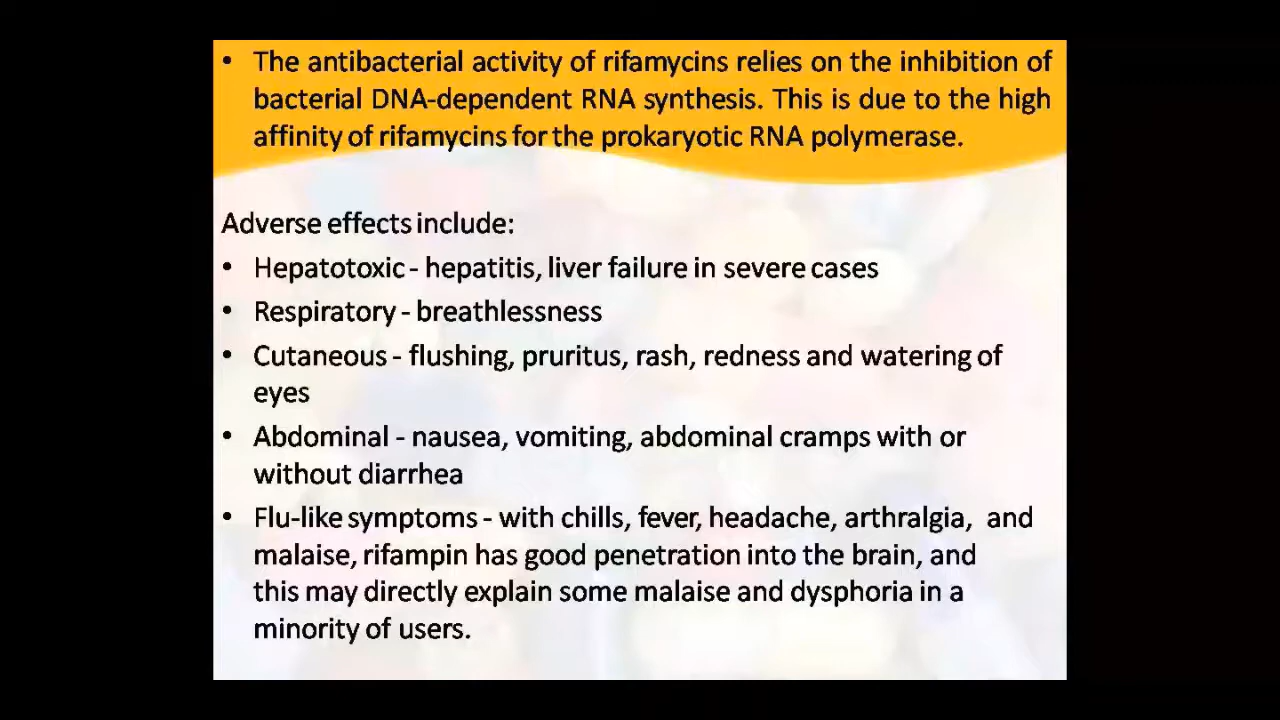 • The antibacterial activity of rifamycins relies on the inhibition of
bacterial DNA-dependent RNA synthesis. This is due to the high
affinity of rifamycins for the prokaryotic RNA polymerase.
Adverse effects include:
• Hepatotoxic - hepatitis, liver failure in severe cases
• Respiratory - breathlessness
• Cutaneous - flushing, pruritus, rash, redness and watering of
eyes
• Abdominal - nausea, vomiting, abdominal cramps with or
without diarrhea
• Flu-like symptoms - with chills, fever, headache, arthralgia, and
malaise, rifampin has good penetration into the brain, and
this may directly explain some malaise and dysphoria in a
minority of users.